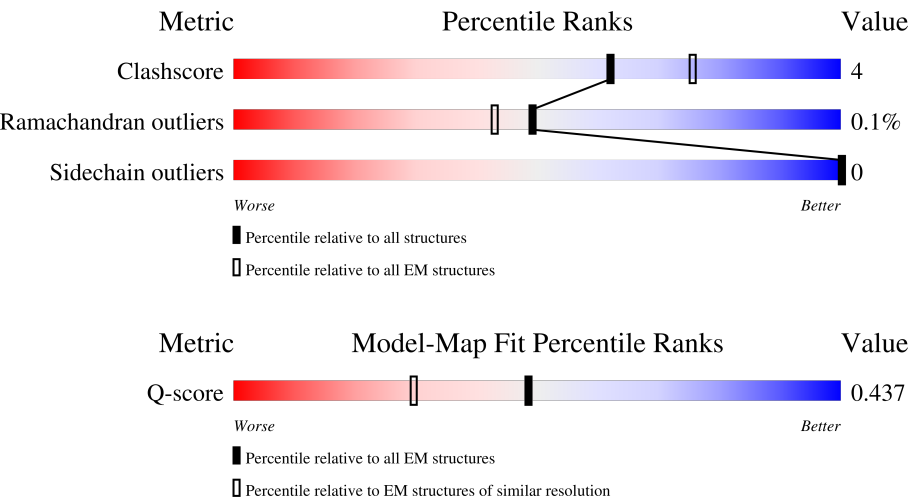 Metric Percentile Ranks Value
Clashscore 4
Ramachandran outliers 0.1%
Sidechain outliers 0
Worse Better
Percentile relative to all structures
Percentile relative to all EM structures
Metric Model-Map Fit Percentile Ranks Value
Q-score 0.437
Worse Better
Percentile relative to all EM structures
Percentile relative to EM structures of similar resolution